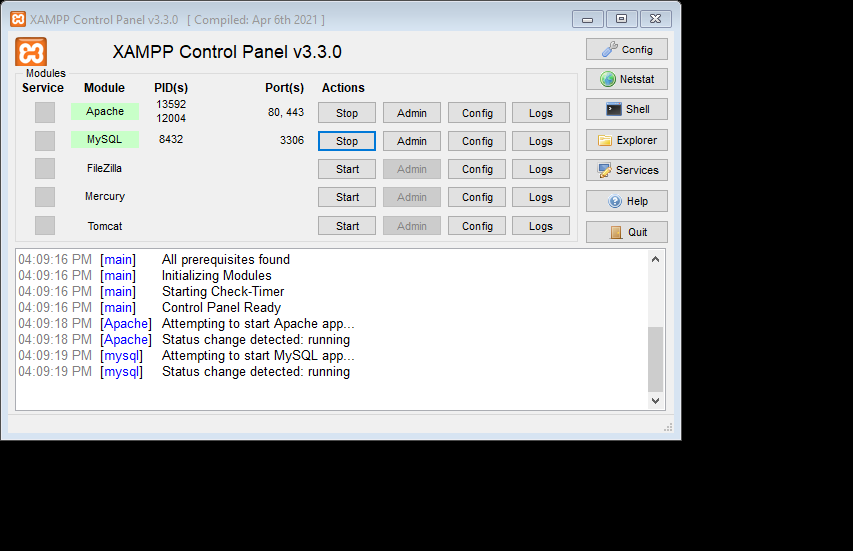 XAMPP Control Panel v3.3.0 [ Compiled: Apr 6th 2021 ]
XAMPP Control Panel v3.3.0
Config
Modules
Service Module PID(s) Port(s) Actions
Netstat
Apache 13592 12004 80, 443 Stop Admin Config Logs
Shell
MySQL 8432 3306 Stop Admin Config Logs
Explorer
FileZilla Start Admin Config Logs
Services
Mercury Start Admin Config Logs
Help
Tomcat Start Admin Config Logs
Quit
04:09:16 PM [main] All prerequisites found
04:09:16 PM [main] Initializing Modules
04:09:16 PM [main] Starting Check-Timer
04:09:16 PM [main] Control Panel Ready
04:09:18 PM [Apache] Attempting to start Apache app...
04:09:18 PM [Apache] Status change detected: running
04:09:19 PM [mysql] Attempting to start MySQL app...
04:09:19 PM [mysql] Status change detected: running